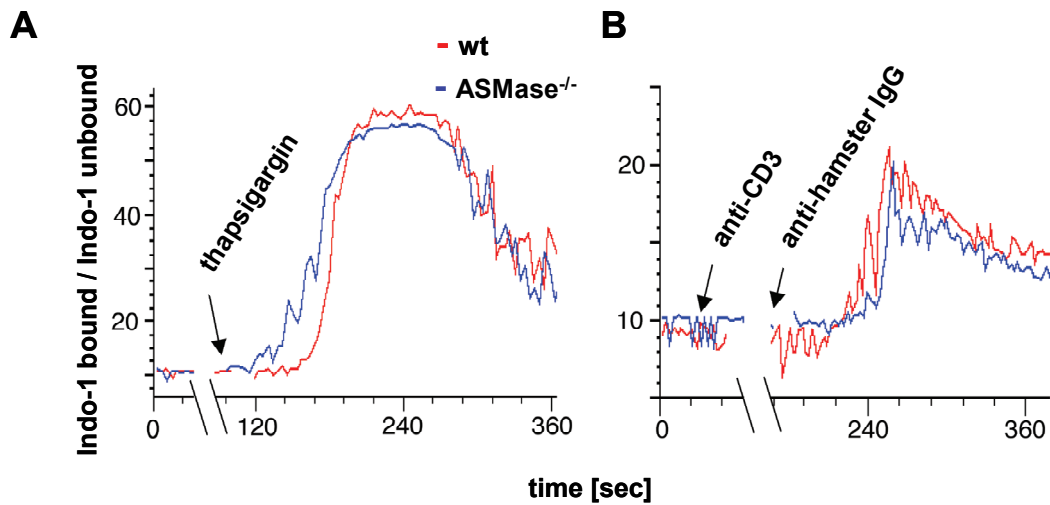 A
B
wt
ASMase-/-
Indo-1 bound / Indo-1 unbound
60
40
20
thapsigargin
0
120
240
360
20
10
anti-CD3
anti-hamster IgG
0
240
360
time [sec]